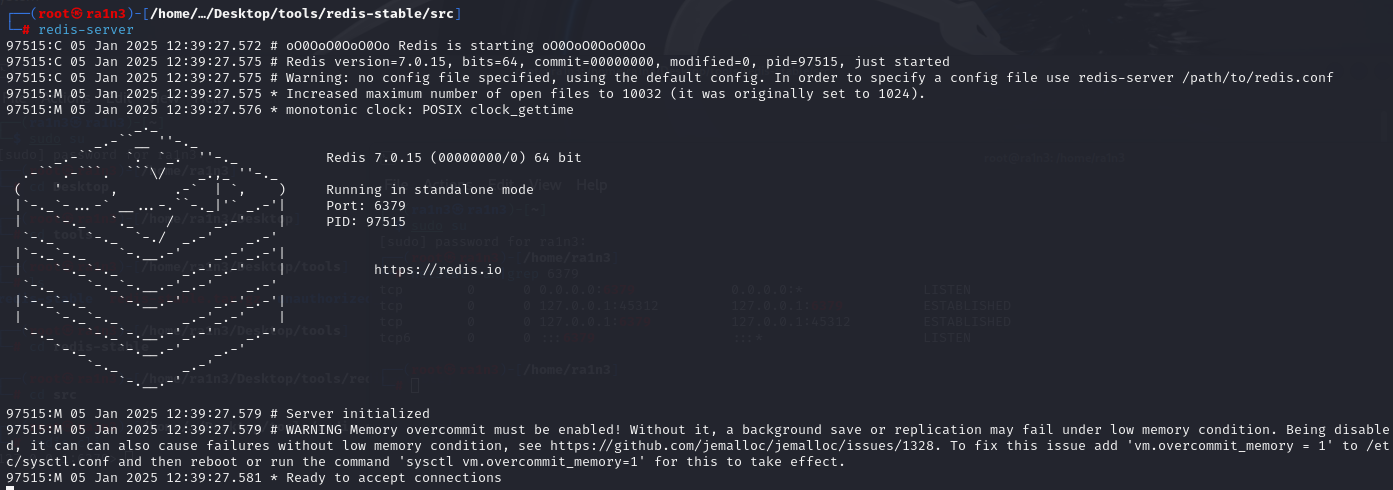 ┌──(root㉿ra1n3)-[/home/…/Desktop/tools/redis-stable/src]
└─# redis-server
97515:C 05 Jan 2025 12:39:27.572 # oO0OoO0OoO0Oo Redis is starting oO0OoO0OoO0Oo
97515:C 05 Jan 2025 12:39:27.575 # Redis version=7.0.15, bits=64, commit=00000000, modified=0, pid=97515, just started
97515:C 05 Jan 2025 12:39:27.575 # Warning: no config file specified, using the default config. In order to specify a config file use redis-server /path/to/redis.conf
97515:M 05 Jan 2025 12:39:27.575 * Increased maximum number of open files to 10032 (it was originally set to 1024).
97515:M 05 Jan 2025 12:39:27.576 * monotonic clock: POSIX clock_gettime
Redis 7.0.15 (00000000/0) 64 bit
Running in standalone mode
Port: 6379
PID: 97515
https://redis.io
97515:M 05 Jan 2025 12:39:27.579 # Server initialized
97515:M 05 Jan 2025 12:39:27.579 # WARNING Memory overcommit must be enabled! Without it, a background save or replication may fail under low memory condition. Being disable
d, it can can also cause failures without low memory condition, see https://github.com/jemalloc/jemalloc/issues/1328. To fix this issue add 'vm.overcommit_memory = 1' to /et
c/sysctl.conf and then reboot or run the command 'sysctl vm.overcommit_memory=1' for this to take effect.
97515:M 05 Jan 2025 12:39:27.581 * Ready to accept connections